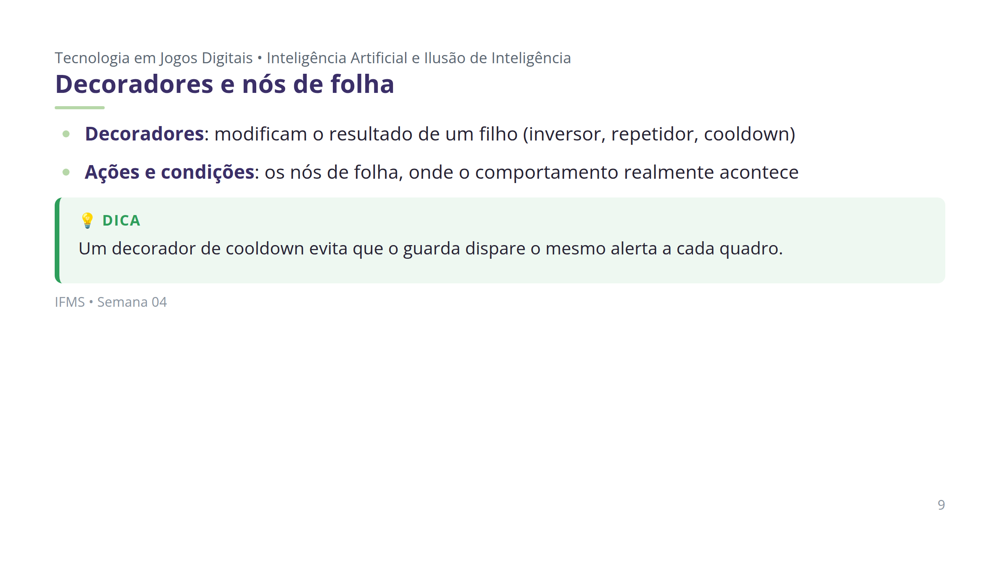 Tecnologia em Jogos Digitais • Inteligência Artificial e Ilusão de Inteligência
Decoradores e nós de folha
• Decoradores: modificam o resultado de um filho (inversor, repetidor, cooldown)
• Ações e condições: os nós de folha, onde o comportamento realmente acontece
💡 DICA
Um decorador de cooldown evita que o guarda dispare o mesmo alerta a cada quadro.
IFMS • Semana 04
9